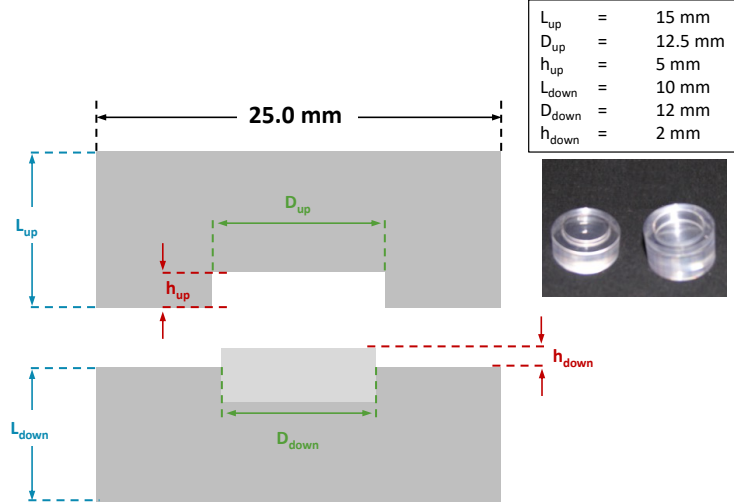 L_up = 15 mm
D_up = 12.5 mm
h_up = 5 mm
L_down = 10 mm
D_down = 12 mm
h_down = 2 mm
25.0 mm
D_up
L_up
h_up
h_down
L_down
D_down